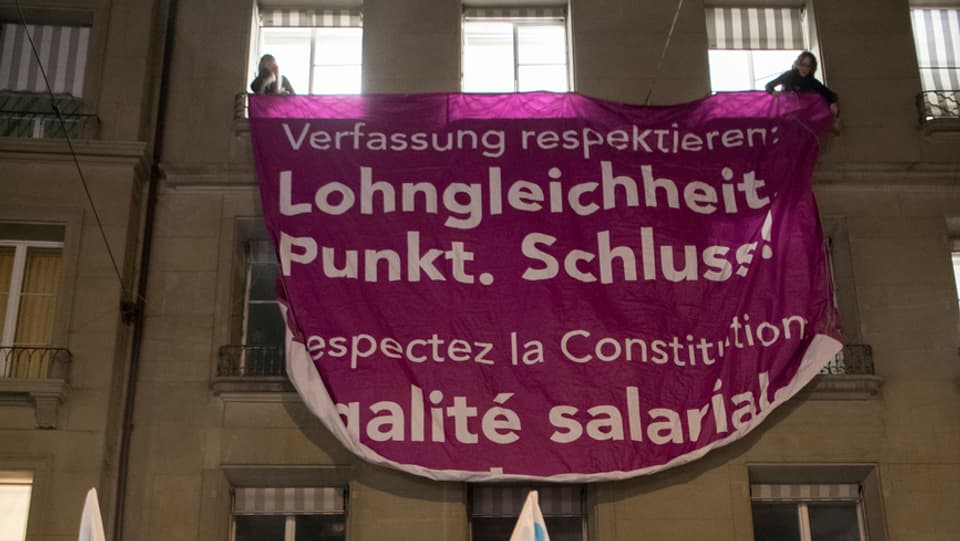 Verfassung respektieren:
Lohngleichheit.
Punkt. Schluss!
espectez la Constitution
galité salarial